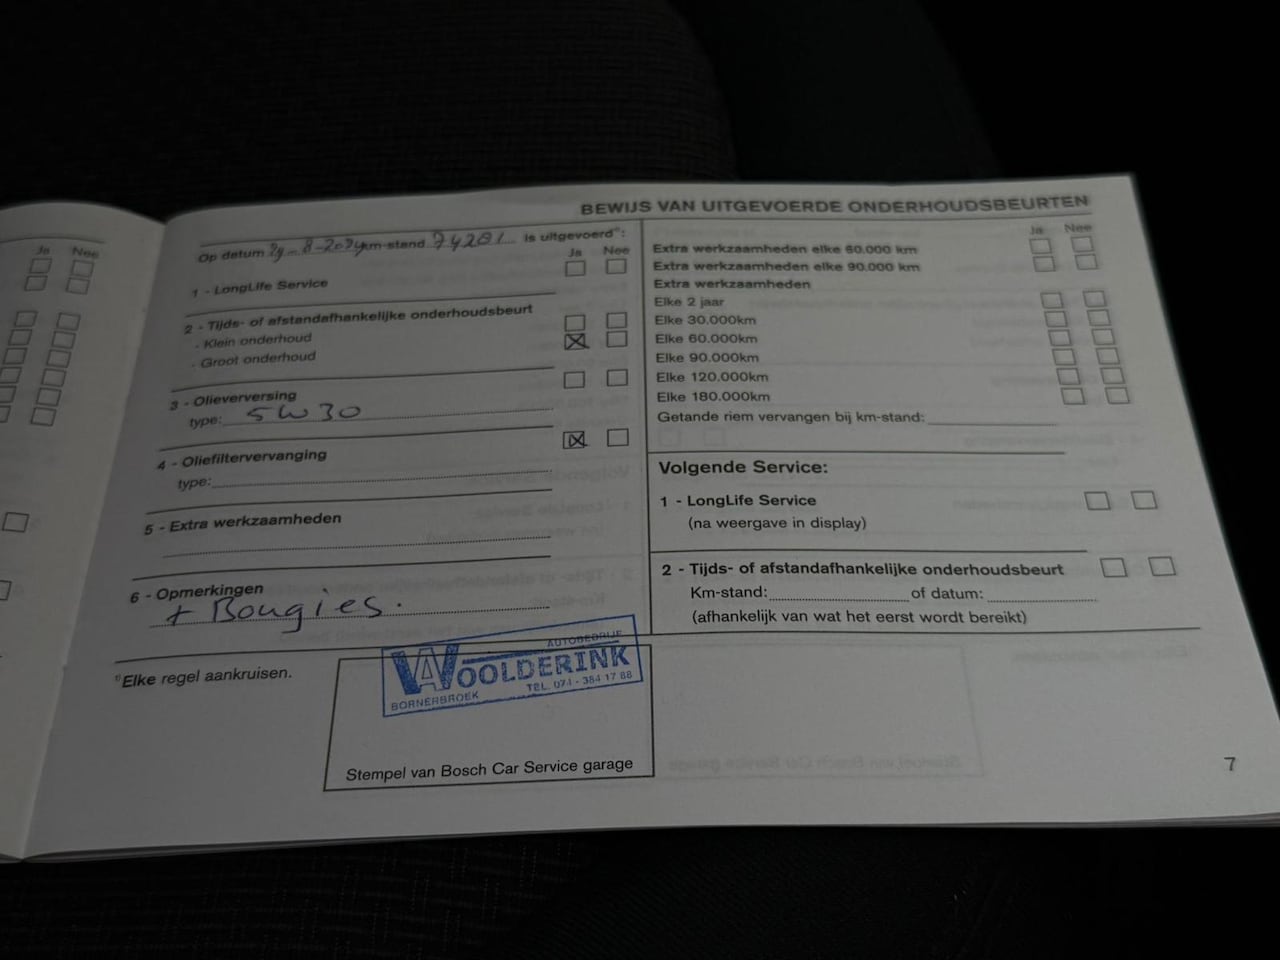 BEWIJS VAN UITGEVOERDE ONDERHOUDSBEURTEN
Ja Nee
Op datum 29-8-2024 km-stand 74281 is uitgevoerd¹⁾:
Ja Nee
1 - LongLife Service
2 - Tijds- of afstandafhankelijke onderhoudsbeurt
- Klein onderhoud
- Groot onderhoud
3 - Olieverversing
type: 5W30
4 - Oliefiltervervanging
type:
5 - Extra werkzaamheden
6 - Opmerkingen
+ Bougies.
¹⁾Elke regel aankruisen.
AUTOBEDRIJF
WOOLDERINK
BORNERBROEK TEL. 074 - 384 17 88
Stempel van Bosch Car Service garage
Ja Nee
Extra werkzaamheden elke 60.000 km
Extra werkzaamheden elke 90.000 km
Extra werkzaamheden
Elke 2 jaar
Elke 30.000km
Elke 60.000km
Elke 90.000km
Elke 120.000km
Elke 180.000km
Getande riem vervangen bij km-stand:
Volgende Service:
1 - LongLife Service
(na weergave in display)
2 - Tijds- of afstandafhankelijke onderhoudsbeurt
Km-stand: of datum:
(afhankelijk van wat het eerst wordt bereikt)
7